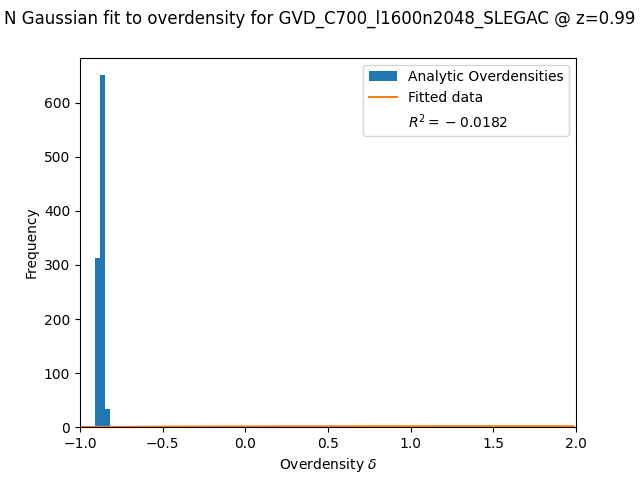 N Gaussian fit to overdensity for GVD_C700_l1600n2048_SLEGAC @ z=0.99
Analytic Overdensities
Fitted data
R² = − 0.0182
Frequency
600
500
400
300
200
100
0
−1.0 −0.5 0.0 0.5 1.0 1.5 2.0
Overdensity δ